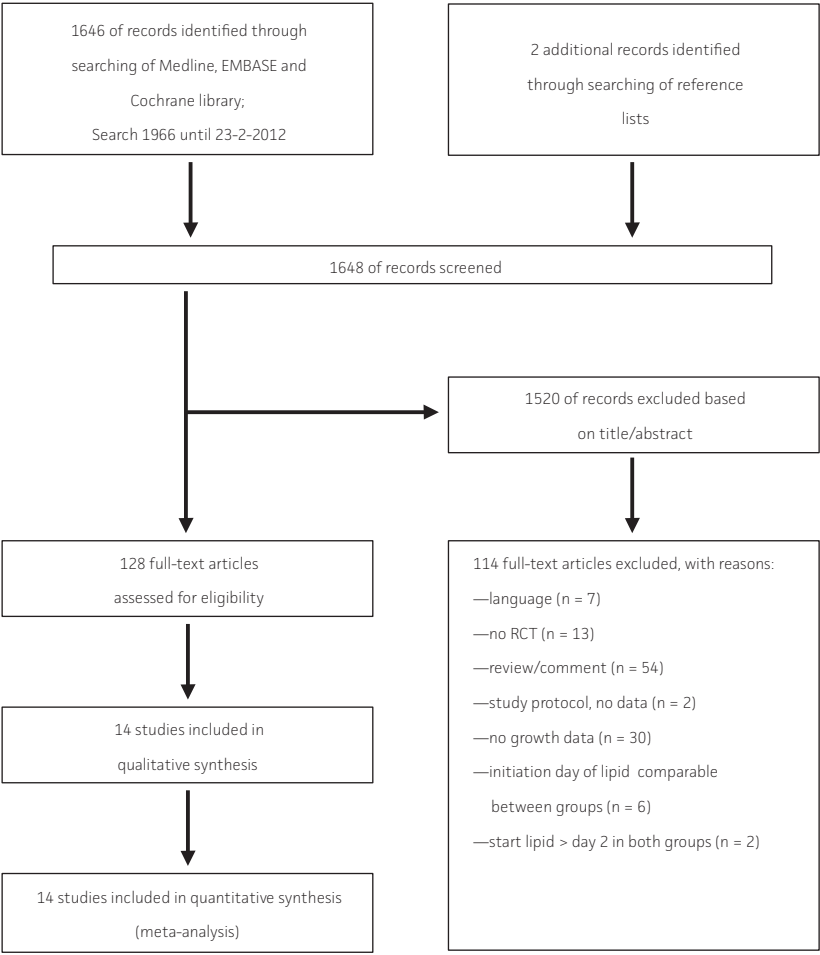 1646 of records identified through
searching of Medline, EMBASE and
Cochrane library;
Search 1966 until 23-2-2012
2 additional records identified
through searching of reference
lists
1648 of records screened
1520 of records excluded based
on title/abstract
128 full-text articles
assessed for eligibility
114 full-text articles excluded, with reasons:
—language (n = 7)
—no RCT (n = 13)
—review/comment (n = 54)
—study protocol, no data (n = 2)
—no growth data (n = 30)
—initiation day of lipid comparable
between groups (n = 6)
—start lipid > day 2 in both groups (n = 2)
14 studies included in
qualitative synthesis
14 studies included in quantitative synthesis
(meta-analysis)